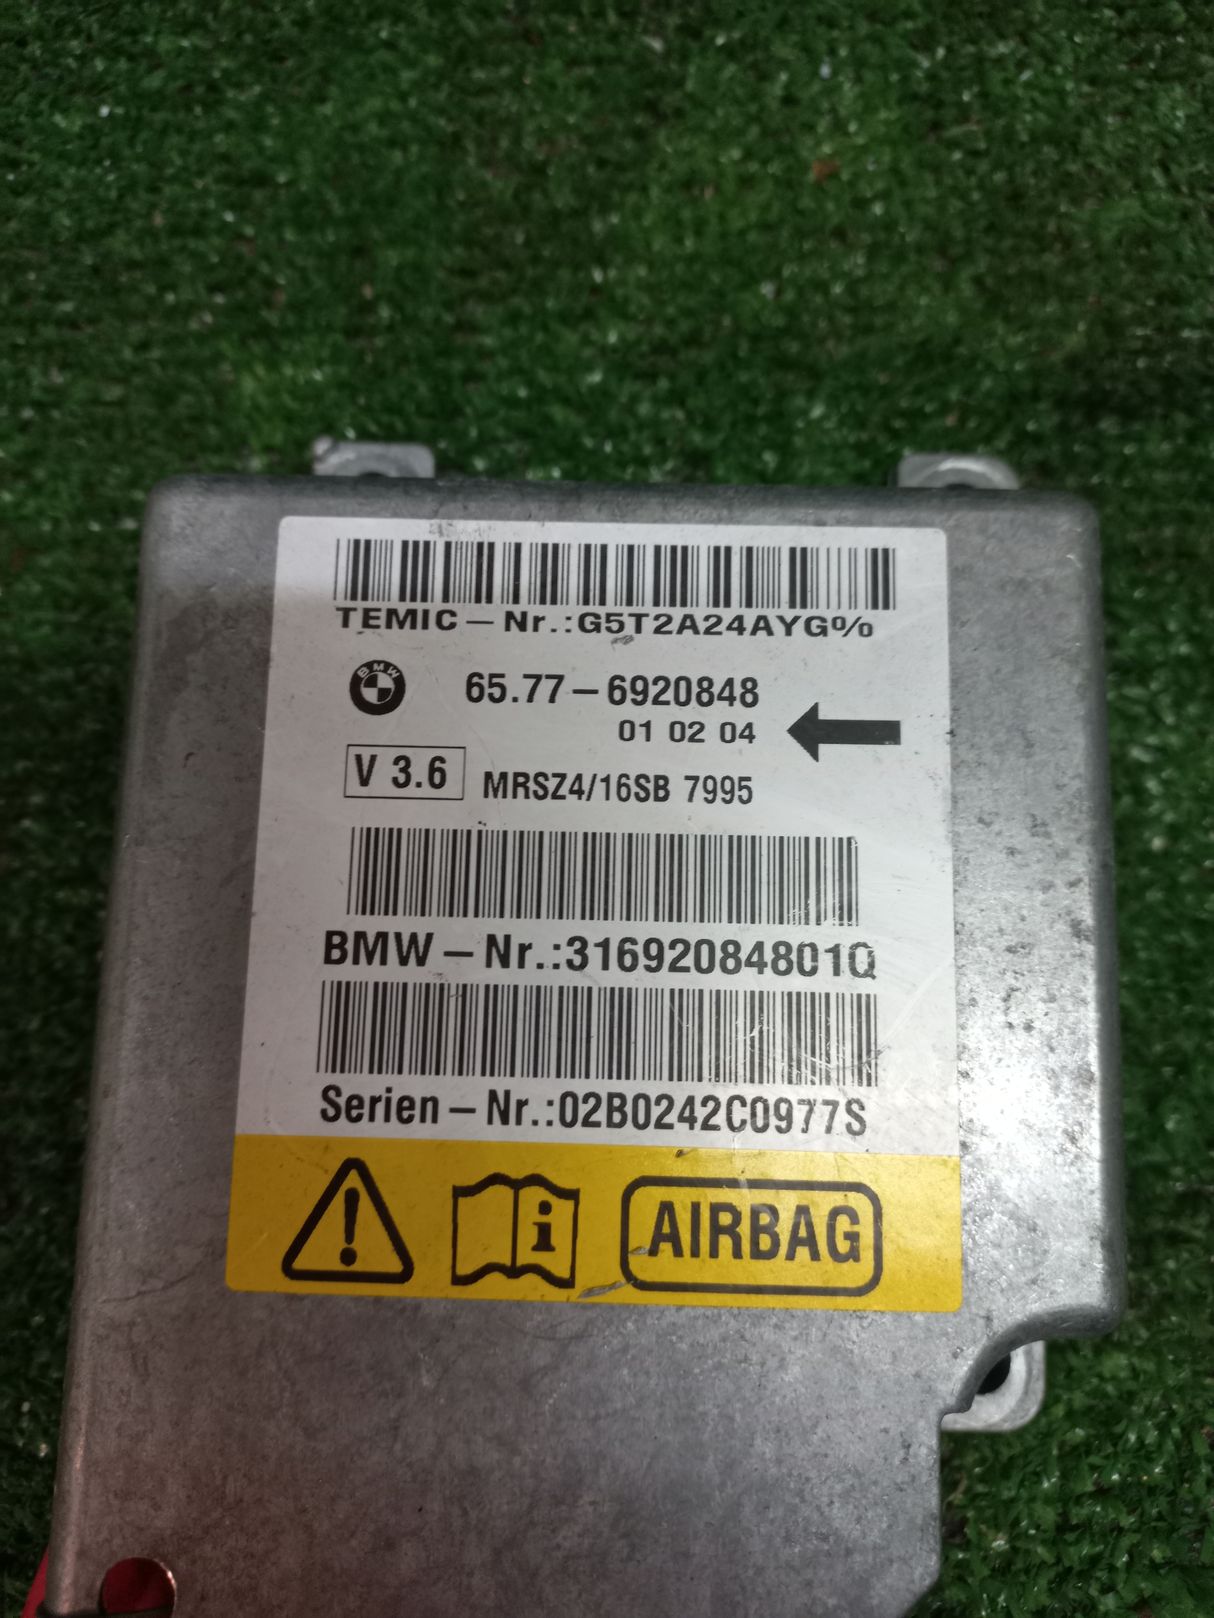 TEMIC-Nr.:G5T2A24AYG%
BMW
65.77-6920848
01 02 04
V 3.6
MRSZ4/16SB 7995
BMW-Nr.:31692084801Q
Serien-Nr.:02B0242C0977S
i
AIRBAG